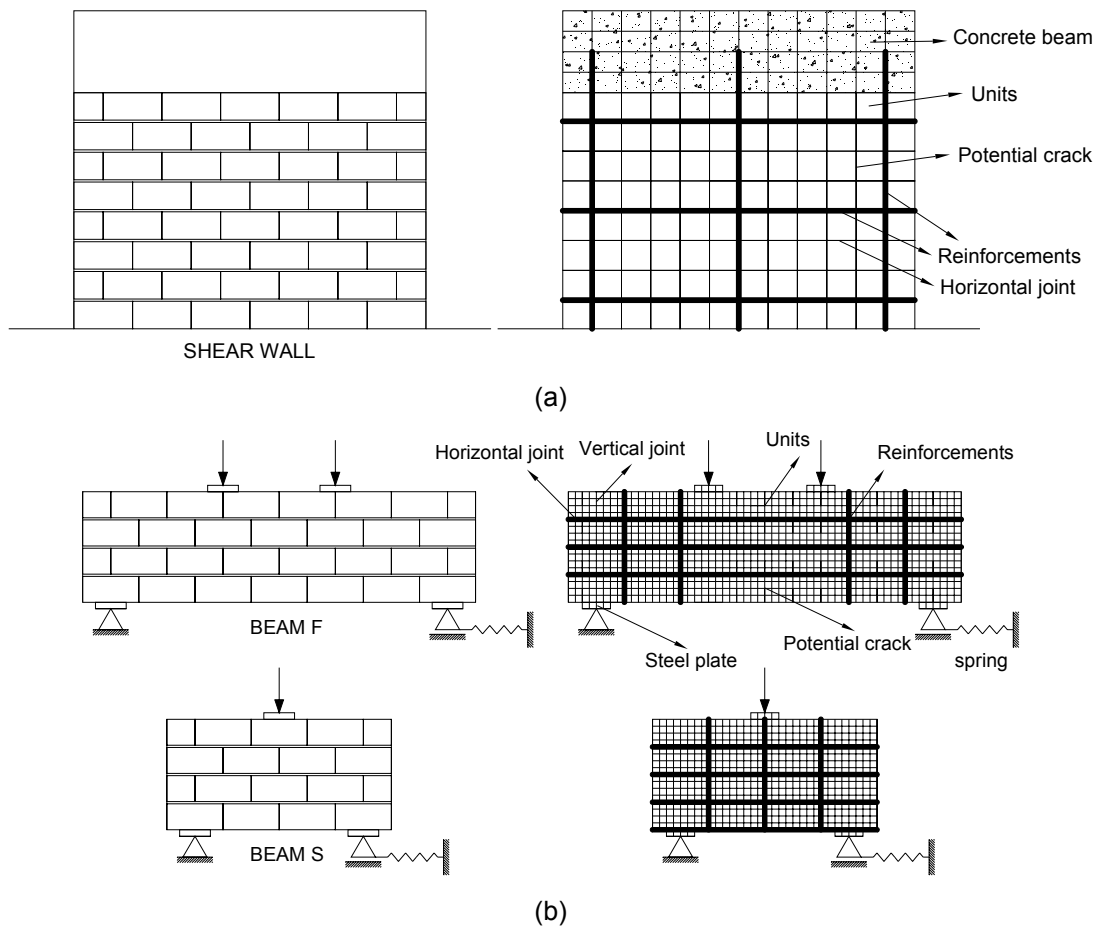 Concrete beam
Units
Potential crack
Reinforcements
Horizontal joint
SHEAR WALL
(a)
Horizontal joint
Vertical joint
Units
Reinforcements
BEAM F
Steel plate
Potential crack
spring
BEAM S
(b)